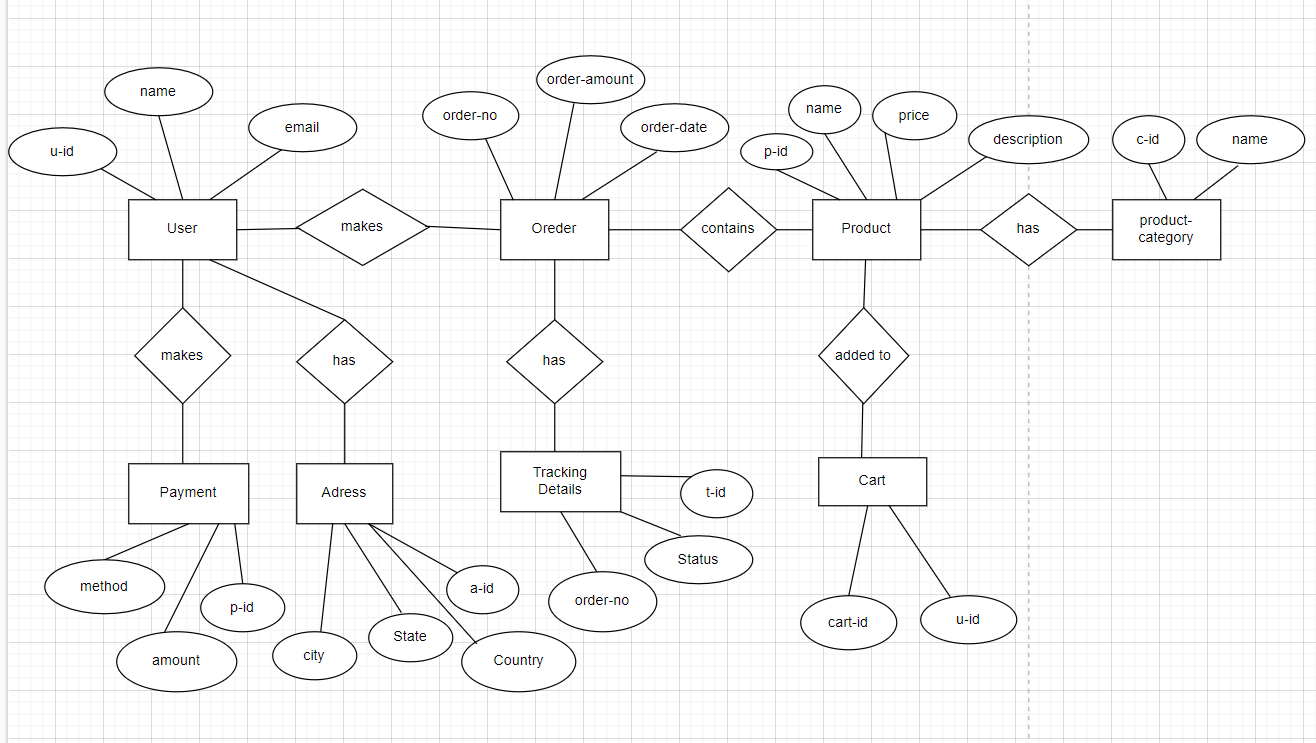 order-amount
name
order-no
name
price
email
order-date
u-id
p-id
description
c-id
name
User
makes
Oreder
contains
Product
has
product-
category
makes
has
has
added to
Payment
Adress
Tracking
Details
Cart
t-id
Status
method
p-id
a-id
order-no
amount
city
State
Country
cart-id
u-id